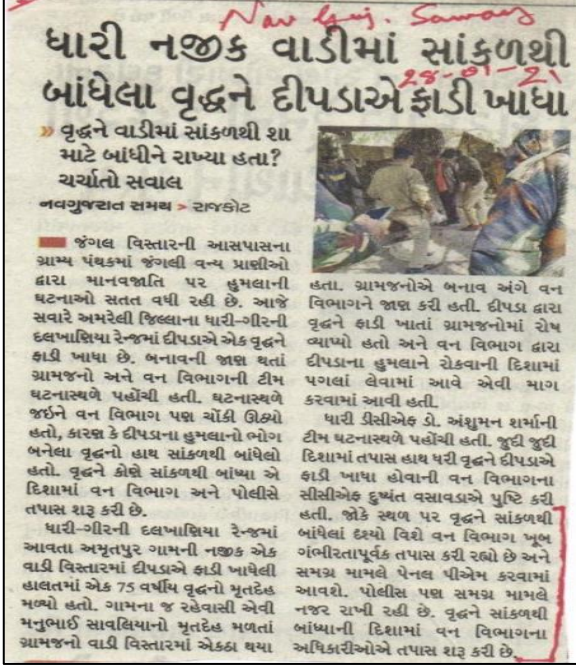 Nav Guj. Samay
28-01-21
ધારી નજીક વાડીમાં સાંકળથી
બાંધેલા વૃદ્ધને દીપડાએ ફાડી ખાધા
» વૃદ્ધને વાડીમાં સાંકળથી શા
માટે બાંધીને રાખ્યા હતા?
ચર્ચાતો સવાલ
નવગુજરાત સમય > રાજકોટ
જંગલ વિસ્તારની આસપાસના
ગ્રામ્ય પંથકમાં જંગલી વન્ય પ્રાણીઓ
દ્વારા માનવજાતિ પર હુમલાની
ઘટનાઓ સતત વધી રહી છે. આજે
સવારે અમરેલી જિલ્લાના ધારી-ગીરની
દલખાણિયા રેન્જમાં દીપડાએ એક વૃદ્ધને
ફાડી ખાધા છે. બનાવની જાણ થતાં
ગ્રામજનો અને વન વિભાગની ટીમ
ઘટનાસ્થળે પહોંચી હતી. ઘટનાસ્થળે
જઇને વન વિભાગ પણ ચોંકી ઊઠ્યો
હતો, કારણ કે દીપડાના હુમલાનો ભોગ
બનેલા વૃદ્ધનો હાથ સાંકળથી બાંધેલો
હતો. વૃદ્ધને કોણે સાંકળથી બાંધ્યા એ
દિશામાં વન વિભાગ અને પોલીસે
તપાસ શરૂ કરી છે.
ધારી-ગીરની દલખાણિયા રેન્જમાં
આવતા અમૃતપુર ગામની નજીક એક
વાડી વિસ્તારમાં દીપડાએ ફાડી ખાધેલી
હાલતમાં એક 75 વર્ષીય વૃદ્ધનો મૃતદેહ
મળ્યો હતો. ગામના જ રહેવાસી એવી
મનુભાઈ સાવલિયાનો મૃતદેહ મળતાં
ગ્રામજનો વાડી વિસ્તારમાં એકઠા થયા
હતા. ગ્રામજનોએ બનાવ અંગે વન
વિભાગને જાણ કરી હતી. દીપડા દ્વારા
વૃદ્ધને ફાડી ખાતાં ગ્રામજનોમાં રોષ
વ્યાપ્યો હતો અને વન વિભાગ દ્વારા
દીપડાના હુમલાને રોકવાની દિશામાં
પગલાં લેવામાં આવે એવી માગ
કરવામાં આવી હતી.
ધારી ડીસીએફ ડો. અંશુમન શર્માની
ટીમ ઘટનાસ્થળે પહોંચી હતી. જુદી જુદી
દિશામાં તપાસ હાથ ધરી વૃદ્ધને દીપડાએ
ફાડી ખાધા હોવાની વન વિભાગના
સીસીએફ દુષ્યંત વસાવડાએ પુષ્ટિ કરી
હતી. જોકે સ્થળ પર વૃદ્ધને સાંકળથી
બાંધેલાં દૃશ્યો વિશે વન વિભાગ ખૂબ
ગંભીરતાપૂર્વક તપાસ કરી રહ્યો છે અને
સમગ્ર મામલે પેનલ પીએમ કરવામાં
આવશે. પોલીસ પણ સમગ્ર મામલે
નજર રાખી રહી છે. વૃદ્ધને સાંકળથી
બાંધ્યાની દિશામાં વન વિભાગના
અધિકારીઓએ તપાસ શરૂ કરી છે.